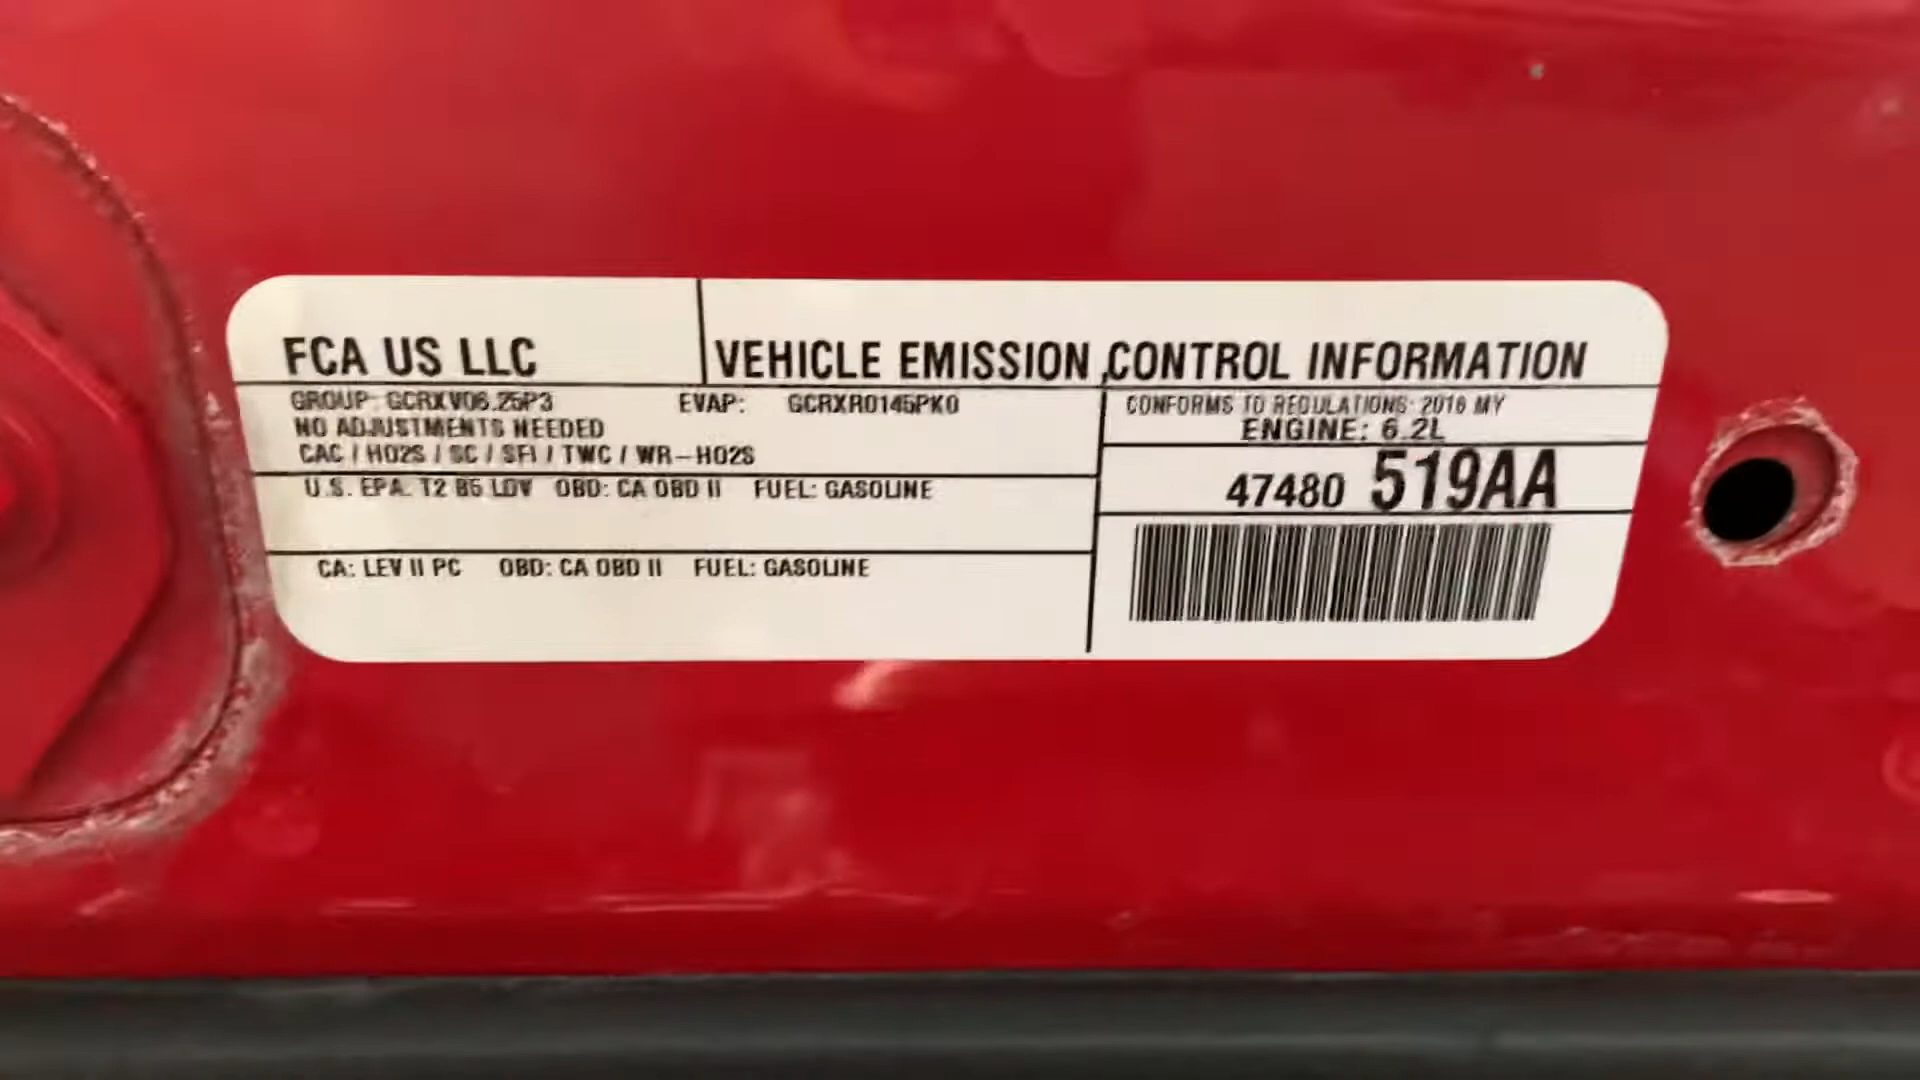 FCA US LLC
VEHICLE EMISSION CONTROL INFORMATION
GROUP: GCRXV06.25P3 EVAP: GCRXR0145PK0
NO ADJUSTMENTS NEEDED
CAC / HO2S / SC / SFI / TWC / WR-HO2S
U.S. EPA: T2 B5 LDV OBD: CA OBD II FUEL: GASOLINE
CA: LEV II PC OBD: CA OBD II FUEL: GASOLINE
CONFORMS TO REGULATIONS: 2016 MY
ENGINE: 6.2L
47480 519AA